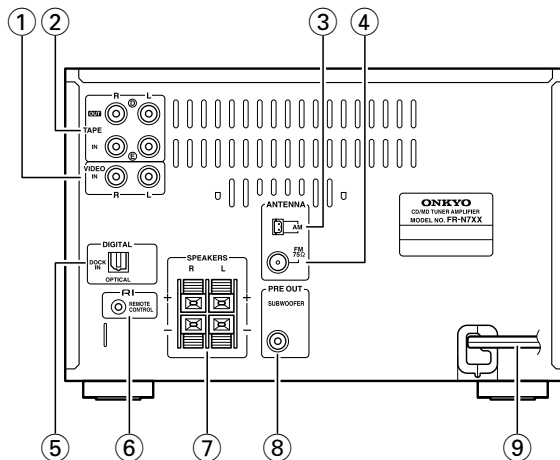 ① ② ③ ④
R L
OUT D
TAPE
IN E
VIDEO
IN
R L
ANTENNA
AM
FM
75Ω
ONKYO
CD/MD TUNER AMPLIFIER
MODEL NO. FR-N7XX
DIGITAL
DOCK
IN
OPTICAL
SPEAKERS
R L
+ +
– –
PRE OUT
SUBWOOFER
RI
REMOTE
CONTROL
⑤ ⑥ ⑦ ⑧ ⑨